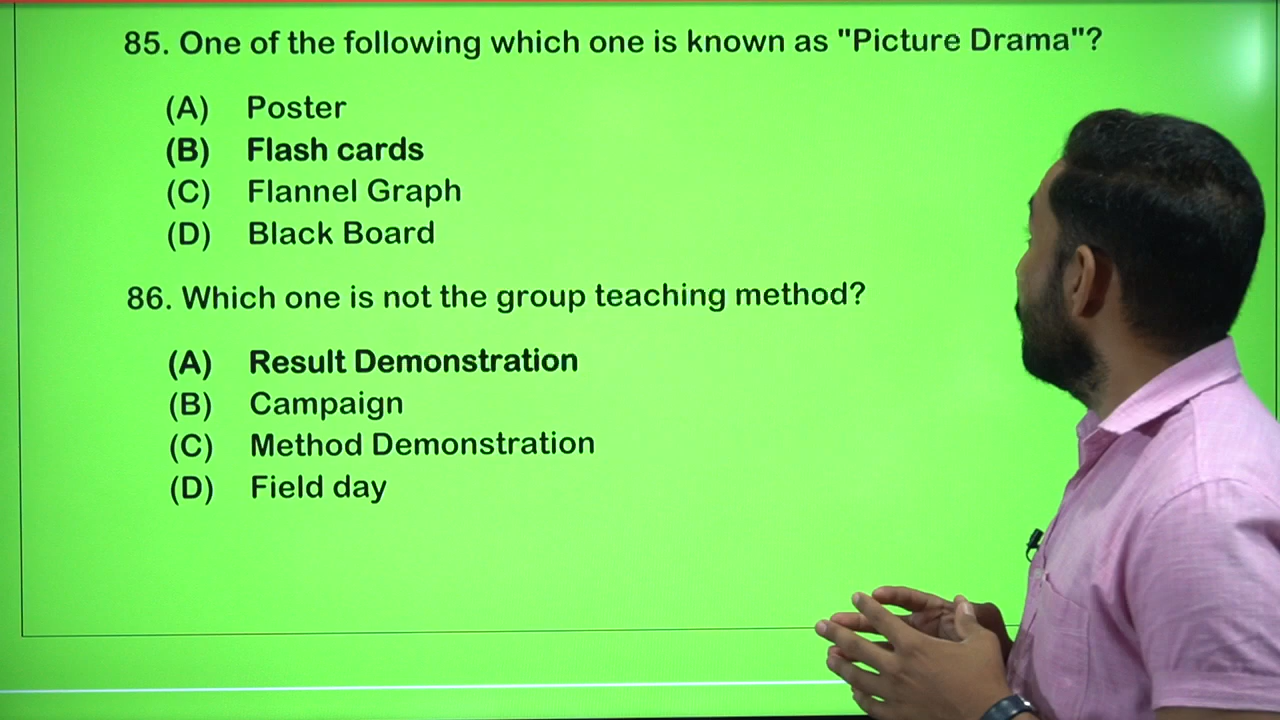 85. One of the following which one is known as "Picture Drama"?
(A) Poster
(B) Flash cards
(C) Flannel Graph
(D) Black Board
86. Which one is not the group teaching method?
(A) Result Demonstration
(B) Campaign
(C) Method Demonstration
(D) Field day